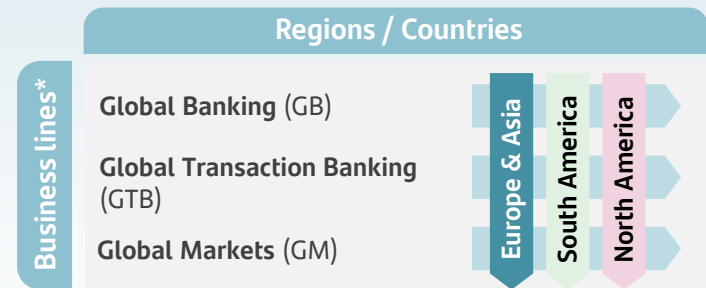 Regions / Countries
Business lines*
Global Banking (GB)
Global Transaction Banking
(GTB)
Global Markets (GM)
Europe & Asia
South America
North America